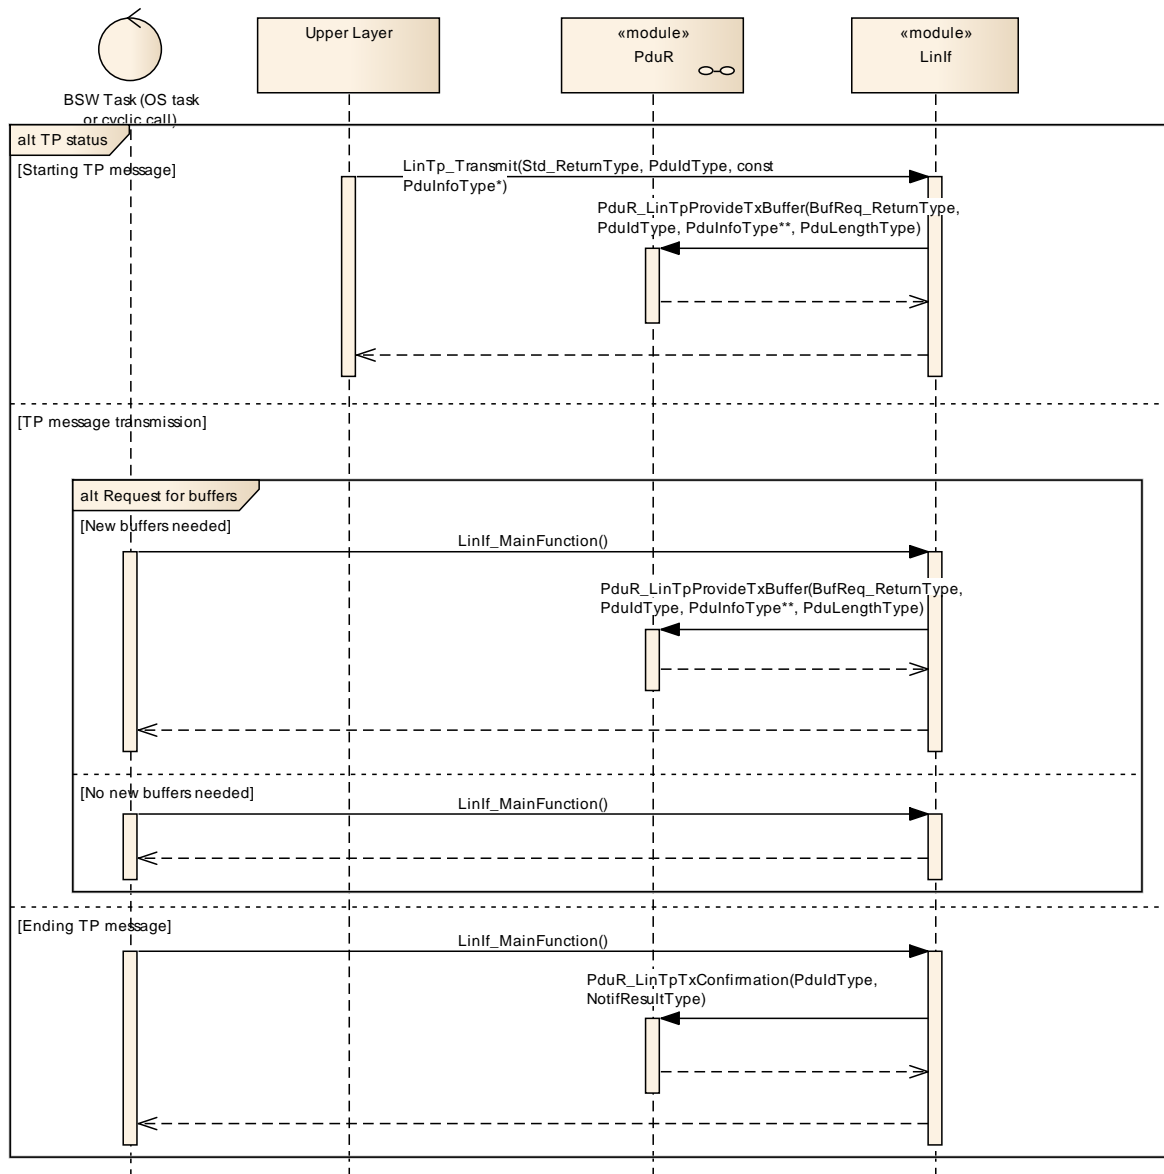 Upper Layer
«module»
PduR
«module»
LinIf
BSW Task (OS task
or cyclic call)
alt TP status
[Starting TP message]
LinTp_Transmit(Std_ReturnType, PduIdType, const
PduInfoType*)
PduR_LinTpProvideTxBuffer(BufReq_ReturnType,
PduIdType, PduInfoType**, PduLengthType)
[TP message transmission]
alt Request for buffers
[New buffers needed]
LinIf_MainFunction()
PduR_LinTpProvideTxBuffer(BufReq_ReturnType,
PduIdType, PduInfoType**, PduLengthType)
[No new buffers needed]
LinIf_MainFunction()
[Ending TP message]
LinIf_MainFunction()
PduR_LinTpTxConfirmation(PduIdType,
NotifResultType)